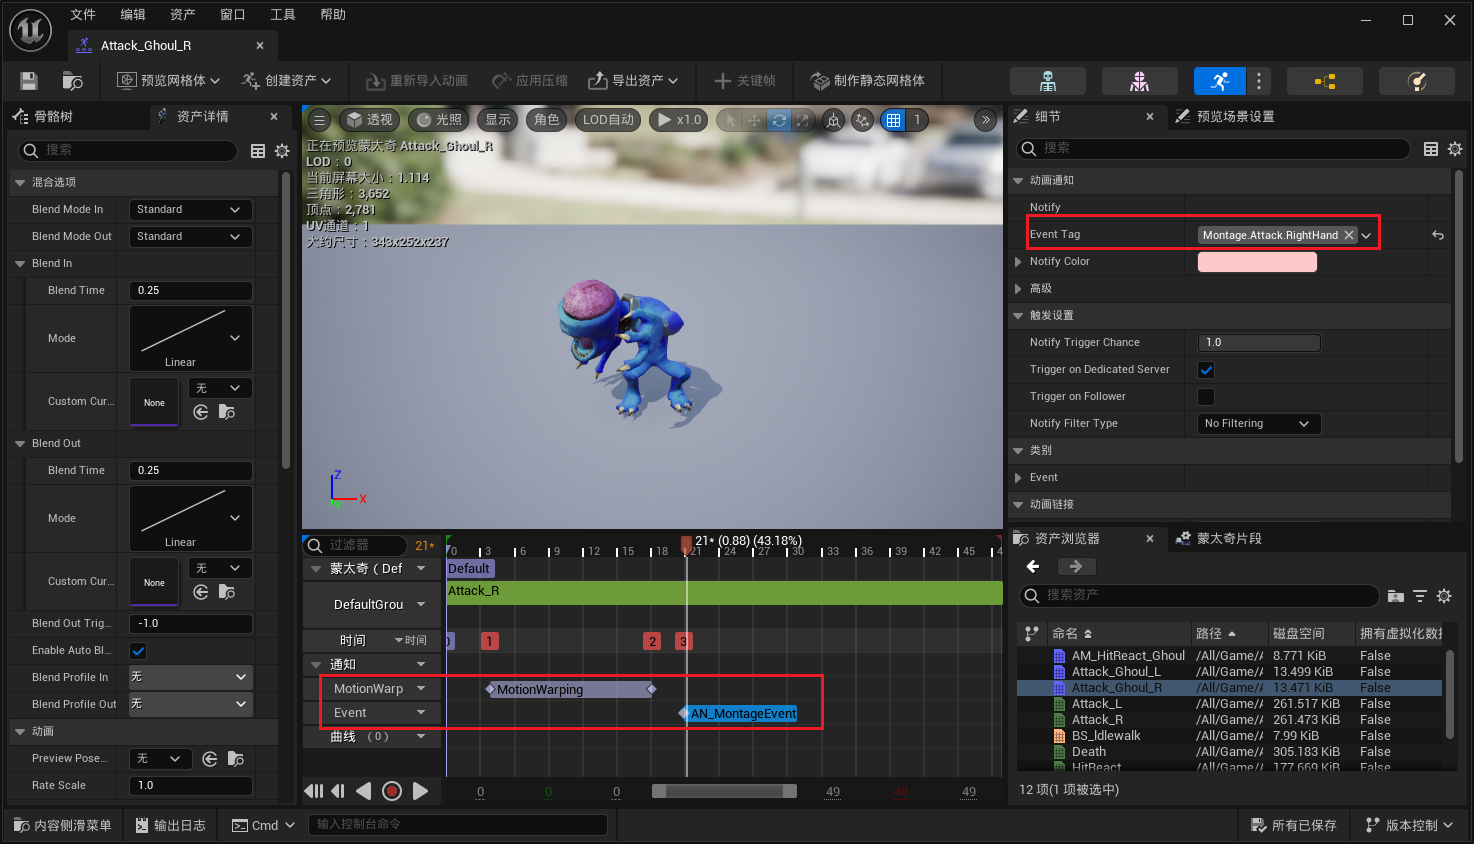 文件 编辑 资产 窗口 工具 帮助
Attack_Ghoul_R
预览网格体 创建资产 重新导入动画 应用压缩 导出资产 关键帧 制作静态网格体
骨骼树 资产详情
搜索
混合选项
Blend Mode In Standard
Blend Mode Out Standard
Blend In
Blend Time 0.25
Mode Linear
Custom Cur... None 无
Blend Out
Blend Time 0.25
Mode Linear
Custom Cur... None 无
Blend Out Trig... -1.0
Enable Auto Bl...
Blend Profile In 无
Blend Profile Out 无
动画
Preview Pose... 无
Rate Scale 1.0
透视 光照 显示 角色 LOD自动 x1.0 1
正在预览蒙太奇 Attack_Ghoul_R
LOD：0
当前屏幕大小：1.114
三角形：3,652
顶点：2,781
UV通道：1
大约尺寸：343x252x237
Z
X
过滤器 21* 21* (0.88) (43.18%)
0 3 6 9 12 15 18 21 24 27 30 33 36 39 42 45
蒙太奇（Def Default
DefaultGrou Attack_R
时间 时间 1 2 3
通知
MotionWarp MotionWarping
Event AN_MontageEvent
曲线 （0）
0 0 0 49 49 49
细节 预览场景设置
搜索
动画通知
Notify
Event Tag Montage.Attack.RightHand
Notify Color
高级
触发设置
Notify Trigger Chance 1.0
Trigger on Dedicated Server
Trigger on Follower
Notify Filter Type No Filtering
类别
Event
动画链接
资产浏览器 蒙太奇片段
搜索资产
命名 路径 磁盘空间 拥有虚拟化数据
AM_HitReact_Ghoul /All/Game/A 8.771 KiB False
Attack_Ghoul_L /All/Game/A 13.499 KiB False
Attack_Ghoul_R /All/Game/A 13.471 KiB False
Attack_L /All/Game/A 261.517 KiB False
Attack_R /All/Game/A 261.473 KiB False
BS_ldlewalk /All/Game/A 7.99 KiB False
Death /All/Game/A 305.183 KiB False
HitReact /All/Game/A 177.669 KiB False
12 项(1 项被选中)
内容侧滑菜单 输出日志 Cmd 输入控制台命令 所有已保存 版本控制